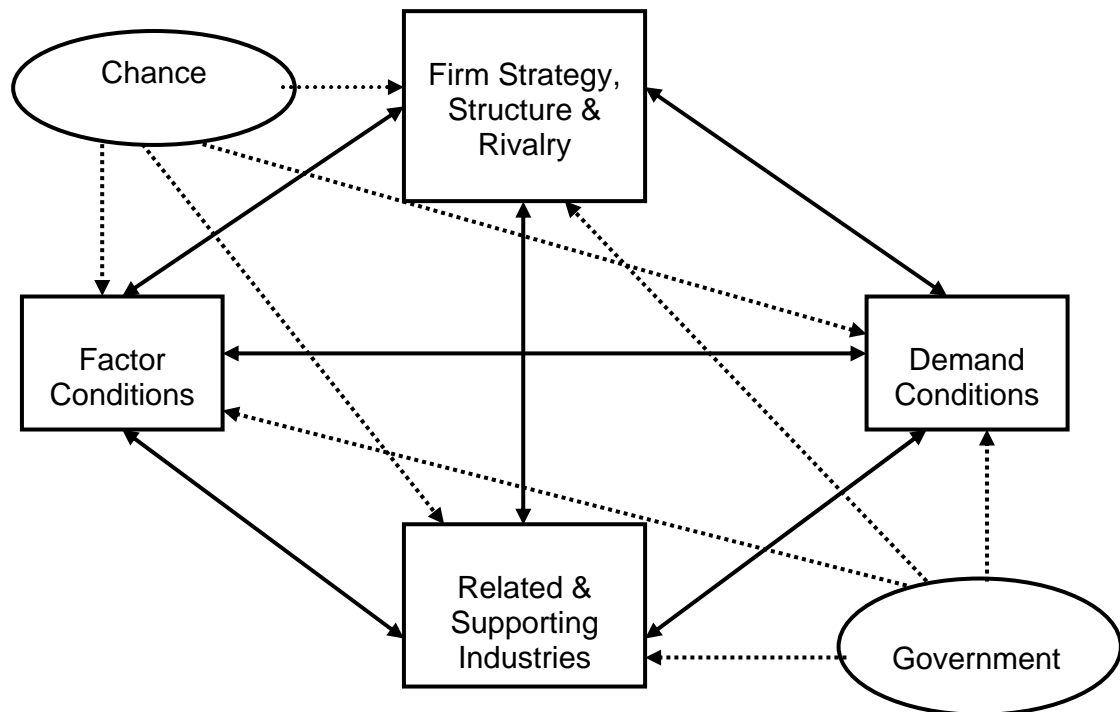 Chance
Firm Strategy,
Structure &
Rivalry
Factor
Conditions
Demand
Conditions
Related &
Supporting
Industries
Government